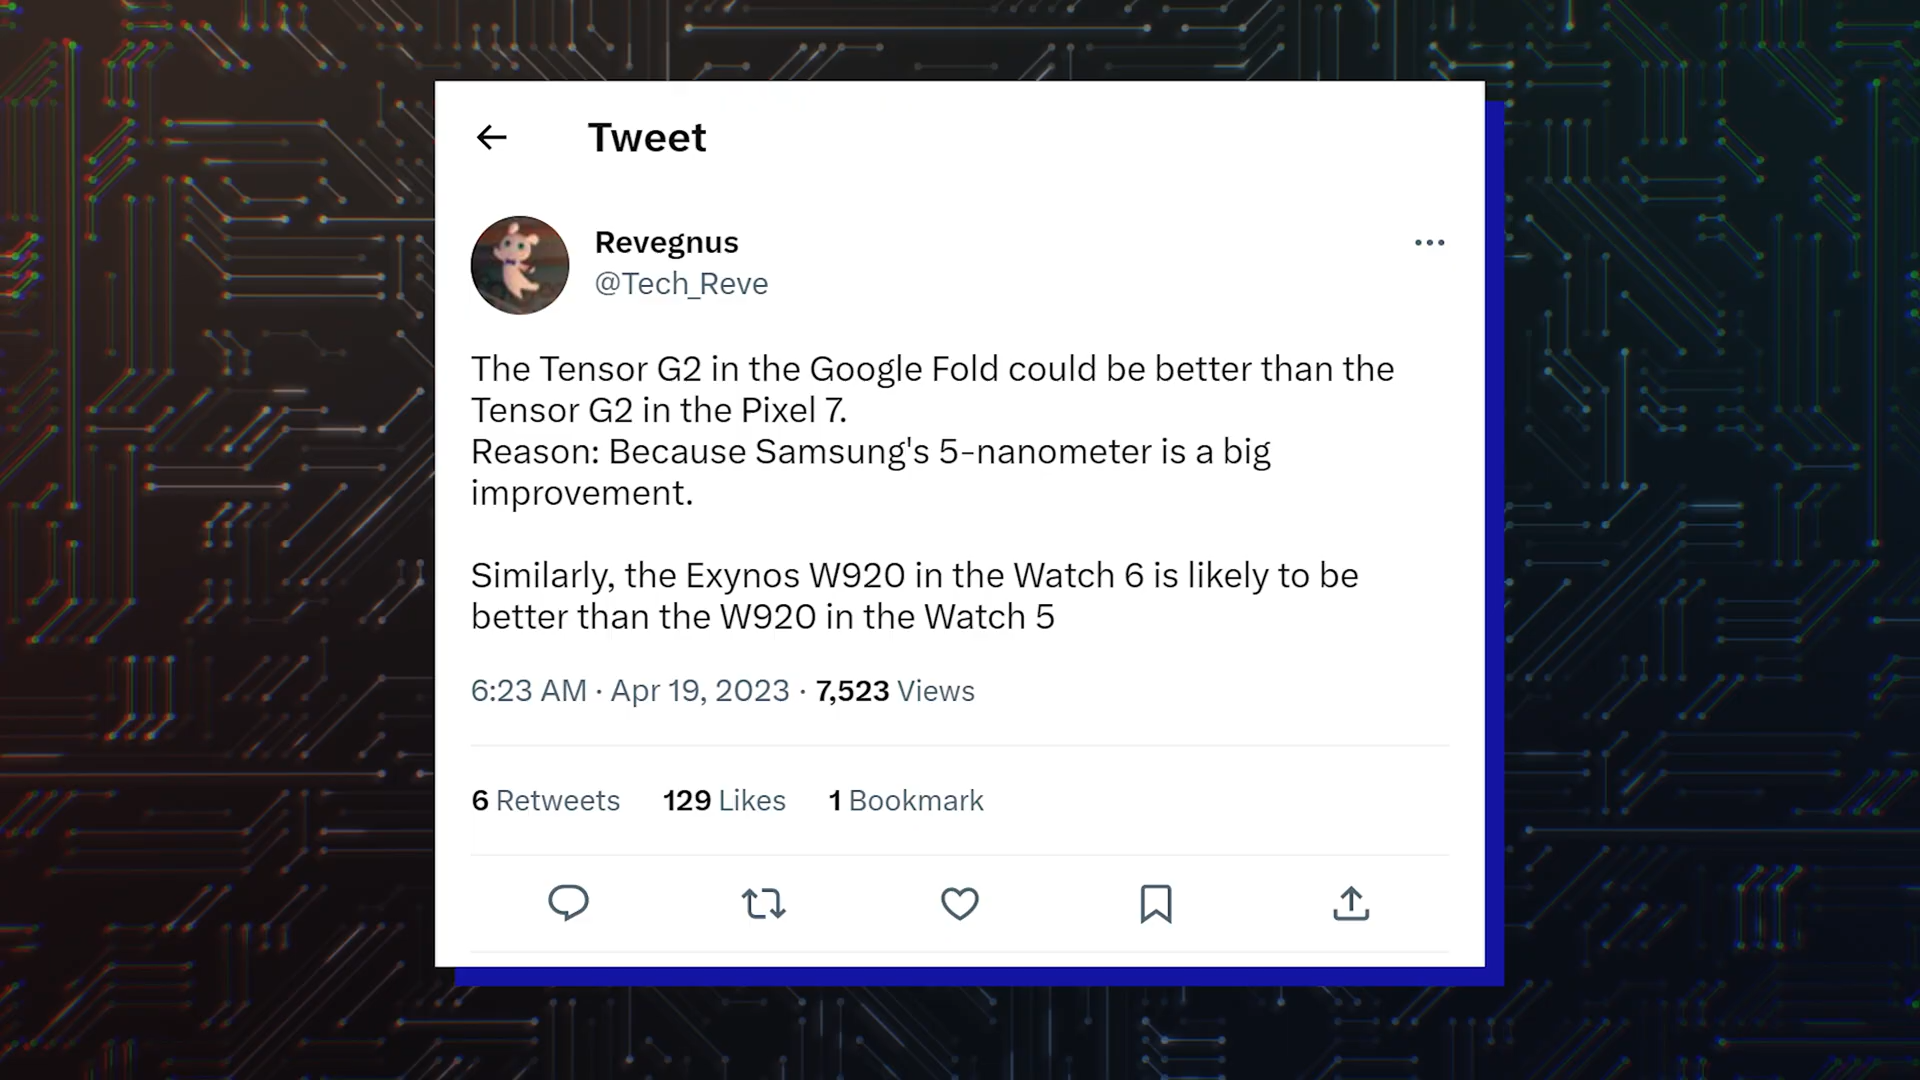 Tweet
Revegnus
@Tech_Reve
The Tensor G2 in the Google Fold could be better than the
Tensor G2 in the Pixel 7.
Reason: Because Samsung's 5-nanometer is a big
improvement.
Similarly, the Exynos W920 in the Watch 6 is likely to be
better than the W920 in the Watch 5
6:23 AM · Apr 19, 2023 · 7,523 Views
6 Retweets 129 Likes 1 Bookmark